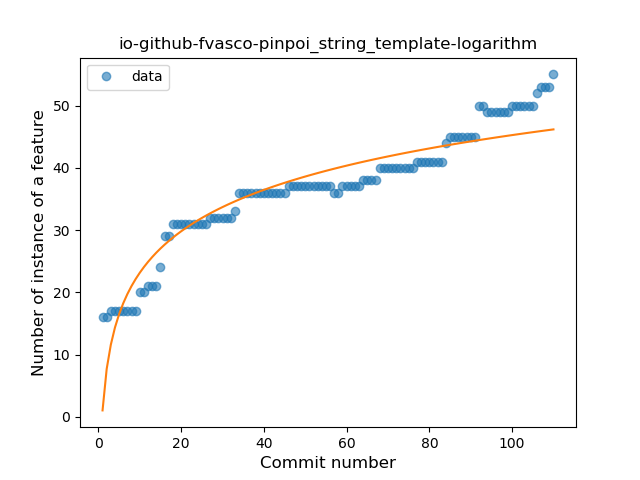 io-github-fvasco-pinpoi_string_template-logarithm
data
Number of instance of a feature
50
40
30
20
10
0
0 20 40 60 80 100
Commit number